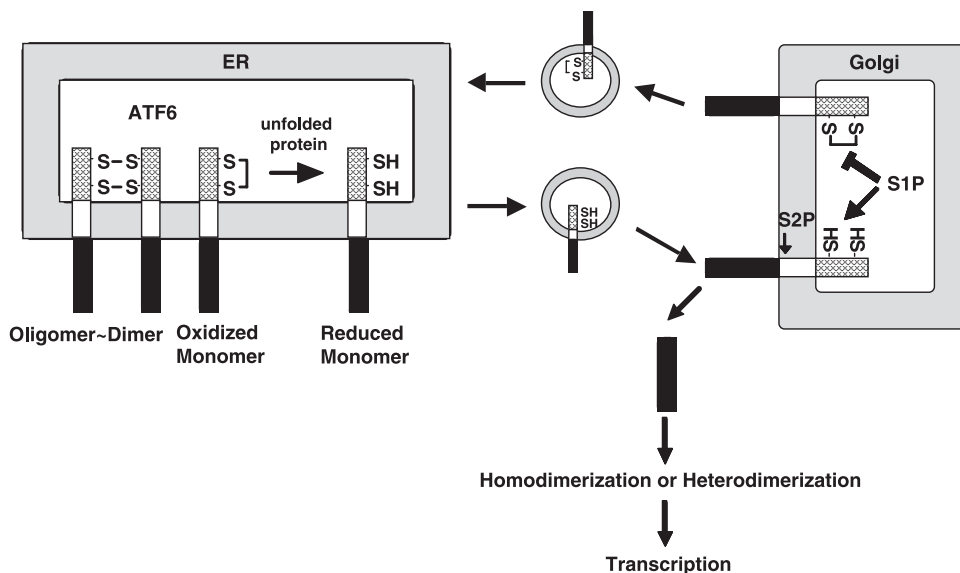 ER
ATF6
unfolded
protein
S–S
S–S
S
S
SH
SH
Oligomer~Dimer
Oxidized
Monomer
Reduced
Monomer
S
S
SH
SH
Golgi
S
S
S1P
S2P
SH
SH
Homodimerization or Heterodimerization
Transcription